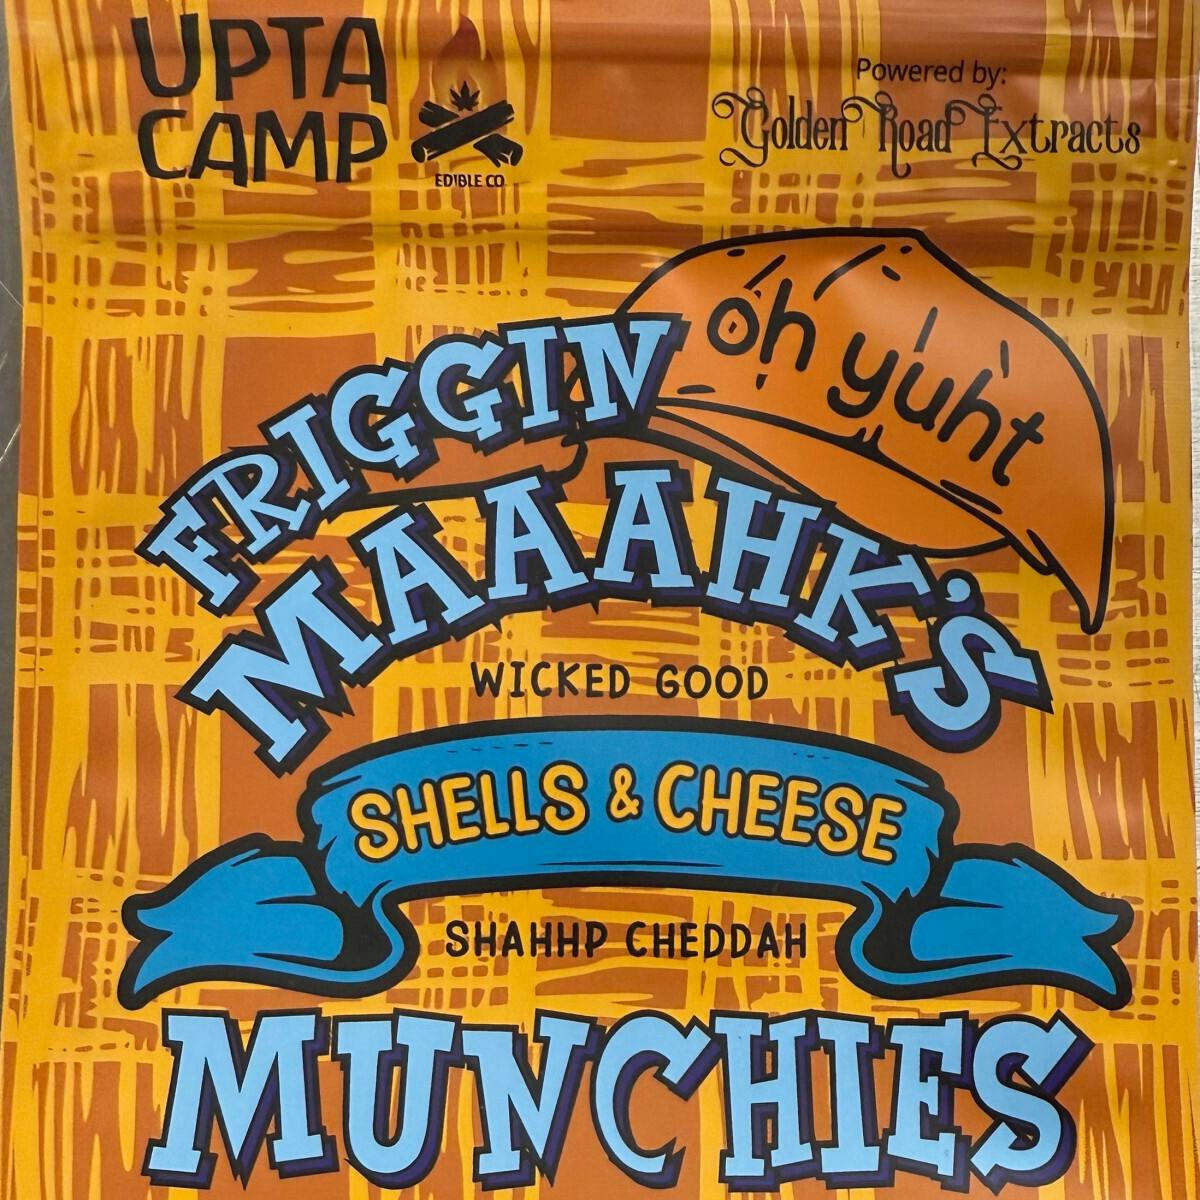 UPTA
CAMP
EDIBLE CO
Powered by:
Golden Road Extracts
oh yuht
FRIGGIN
MAAAHK'S
WICKED GOOD
SHELLS & CHEESE
SHAHHP CHEDDAH
MUNCHIES